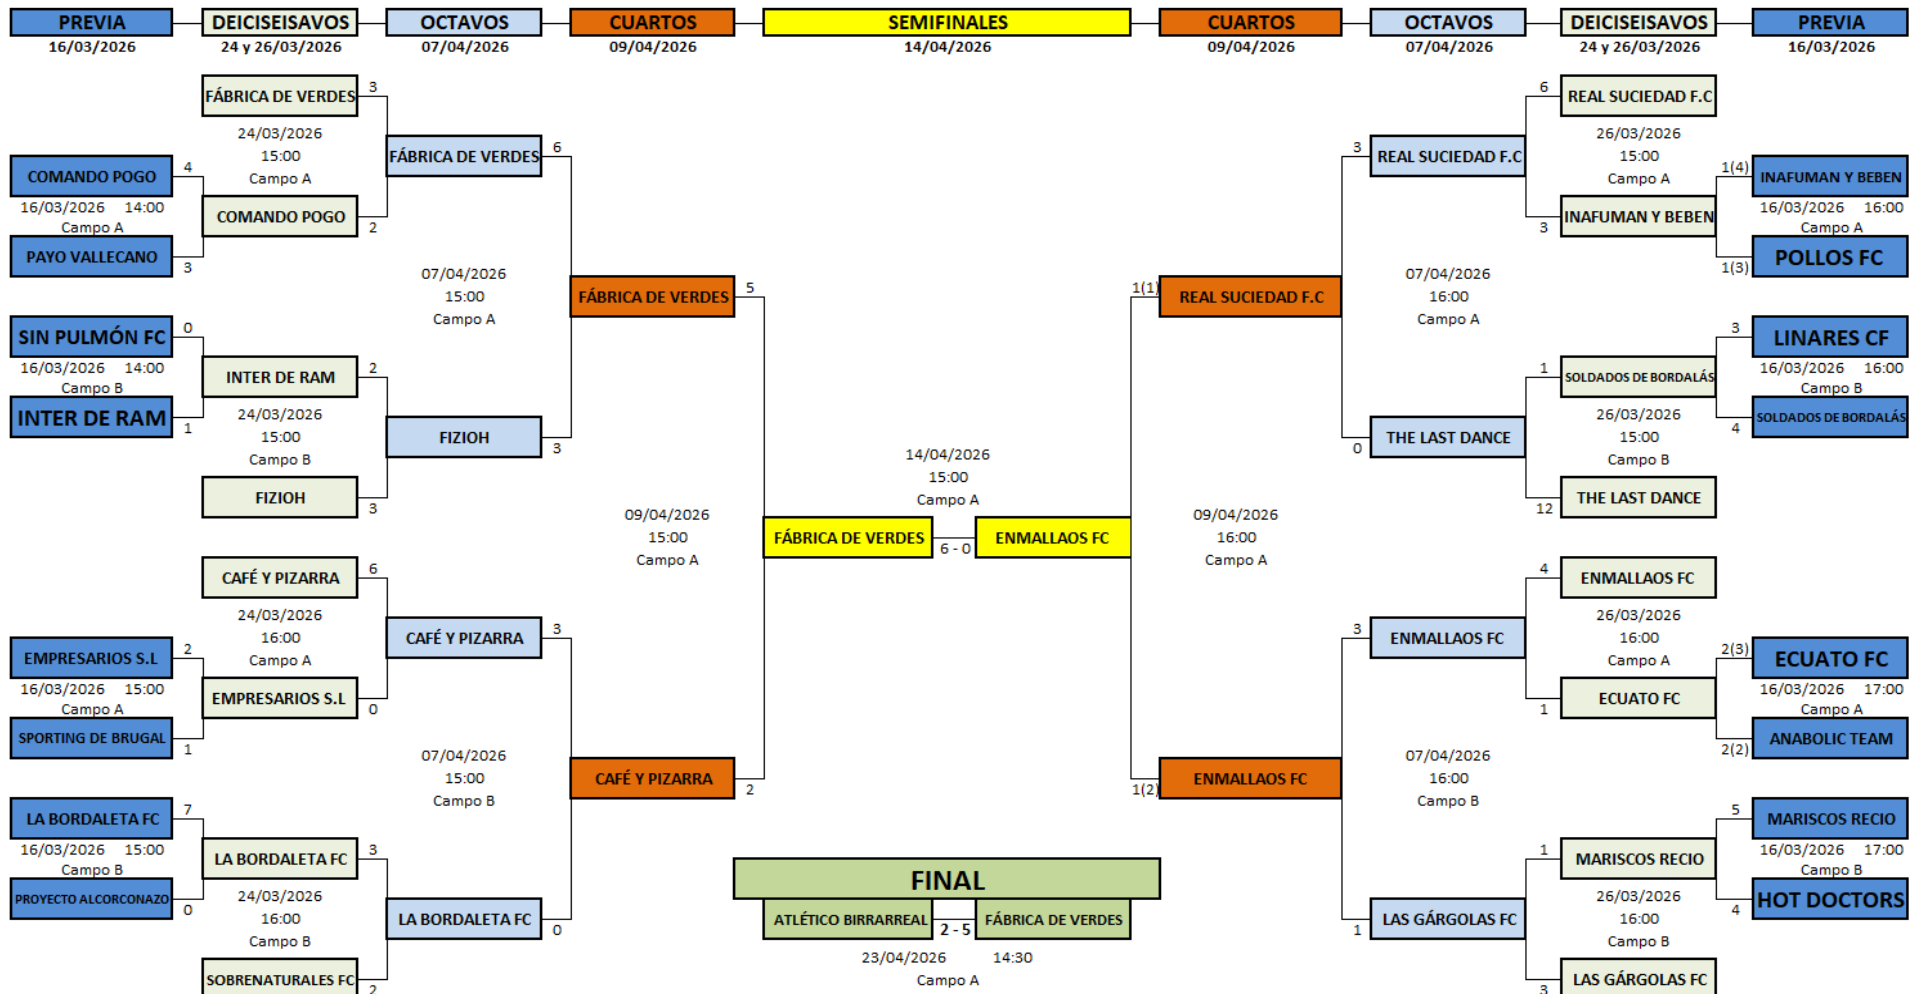 PREVIA
DEICISEISAVOS
OCTAVOS
CUARTOS
SEMIFINALES
CUARTOS
OCTAVOS
DEICISEISAVOS
PREVIA
16/03/2026
24 y 26/03/2026
07/04/2026
09/04/2026
14/04/2026
09/04/2026
07/04/2026
24 y 26/03/2026
16/03/2026
COMANDO POGO 4
16/03/2026 14:00
Campo A
PAYO VALLECANO 3
SIN PULMÓN FC 0
16/03/2026 14:00
Campo B
INTER DE RAM 1
EMPRESARIOS S.L 2
16/03/2026 15:00
Campo A
SPORTING DE BRUGAL 1
LA BORDALETA FC 7
16/03/2026 15:00
Campo B
PROYECTO ALCORCONAZO 0
FÁBRICA DE VERDES 3
24/03/2026
15:00
Campo A
COMANDO POGO 2
INTER DE RAM 2
24/03/2026
15:00
Campo B
FIZIOH 3
CAFÉ Y PIZARRA 6
24/03/2026
16:00
Campo A
EMPRESARIOS S.L 0
LA BORDALETA FC 3
24/03/2026
16:00
Campo B
SOBRENATURALES FC 2
FÁBRICA DE VERDES 6
07/04/2026
15:00
Campo A
FIZIOH 3
CAFÉ Y PIZARRA 3
07/04/2026
15:00
Campo B
LA BORDALETA FC 0
FÁBRICA DE VERDES 5
09/04/2026
15:00
Campo A
CAFÉ Y PIZARRA 2
14/04/2026
15:00
Campo A
FÁBRICA DE VERDES 6 - 0 ENMALLAOS FC
FINAL
ATLÉTICO BIRRARREAL 2 - 5 FÁBRICA DE VERDES
23/04/2026 14:30
Campo A
1(1) REAL SUCIEDAD F.C
09/04/2026
16:00
Campo A
1(2) ENMALLAOS FC
3 REAL SUCIEDAD F.C
07/04/2026
16:00
Campo A
0 THE LAST DANCE
3 ENMALLAOS FC
07/04/2026
16:00
Campo B
1 LAS GÁRGOLAS FC
6 REAL SUCIEDAD F.C
26/03/2026
15:00
Campo A
3 INAFUMAN Y BEBEN
1 SOLDADOS DE BORDALÁS
26/03/2026
15:00
Campo B
12 THE LAST DANCE
4 ENMALLAOS FC
26/03/2026
16:00
Campo A
1 ECUATO FC
1 MARISCOS RECIO
26/03/2026
16:00
Campo B
3 LAS GÁRGOLAS FC
1(4) INAFUMAN Y BEBEN
16/03/2026 16:00
Campo A
1(3) POLLOS FC
3 LINARES CF
16/03/2026 16:00
Campo B
4 SOLDADOS DE BORDALÁS
2(3) ECUATO FC
16/03/2026 17:00
Campo A
2(2) ANABOLIC TEAM
5 MARISCOS RECIO
16/03/2026 17:00
Campo B
4 HOT DOCTORS